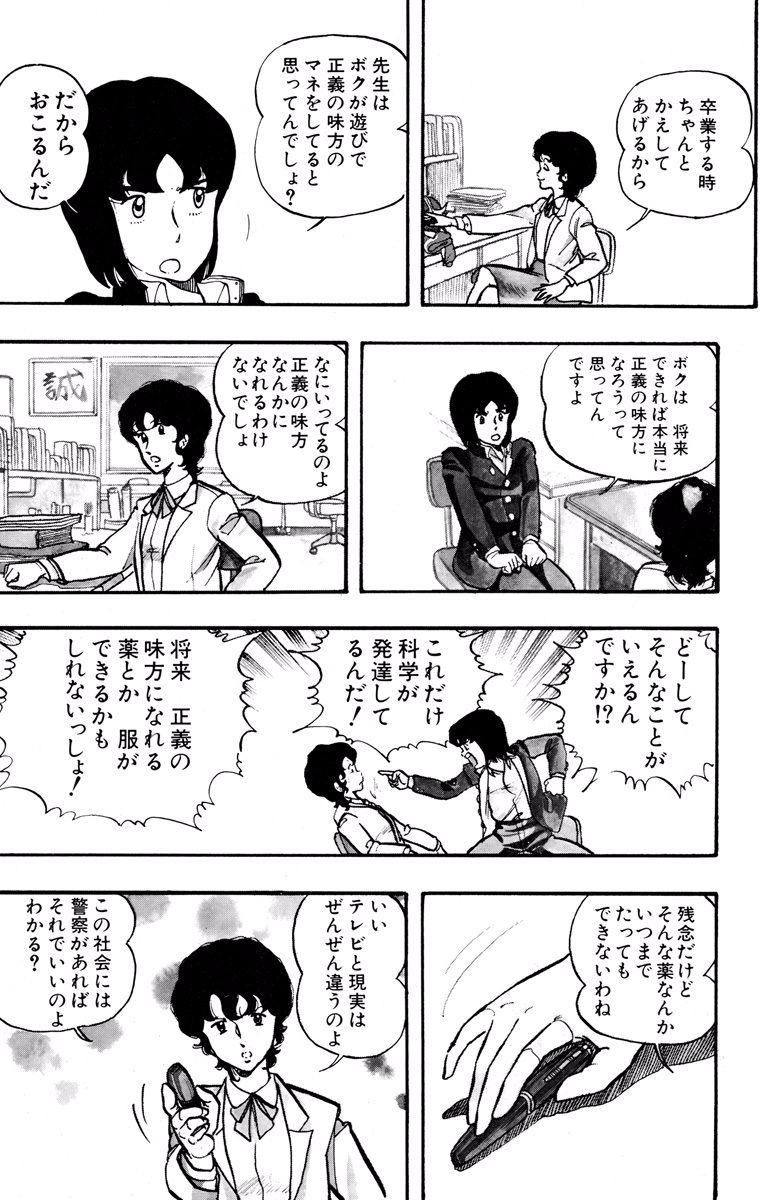 卒業する時
ちゃんと
かえして
あげるから
先生は
ボクが遊びで
正義の味方の
マネをしてると
思ってんでしょ?
だから
おこるんだ
ボクは 将来
できれば本当に
正義の味方に
なろうって
思ってん
ですよ
なにいってるのよ
正義の味方
なんかに
なれるわけ
ないでしょ
誠
どーして
そんなことが
いえるん
ですか!?
これだけ
科学が
発達して
るんだ!
将来 正義の
味方になれる
薬とか 服が
できるかも
しれないっしょ!
残念だけど
そんな薬なんか
いつまで
たっても
できないわね
いい
テレビと現実は
ぜんぜん違うのよ
この社会には
警察があれば
それでいいのよ
わかる?